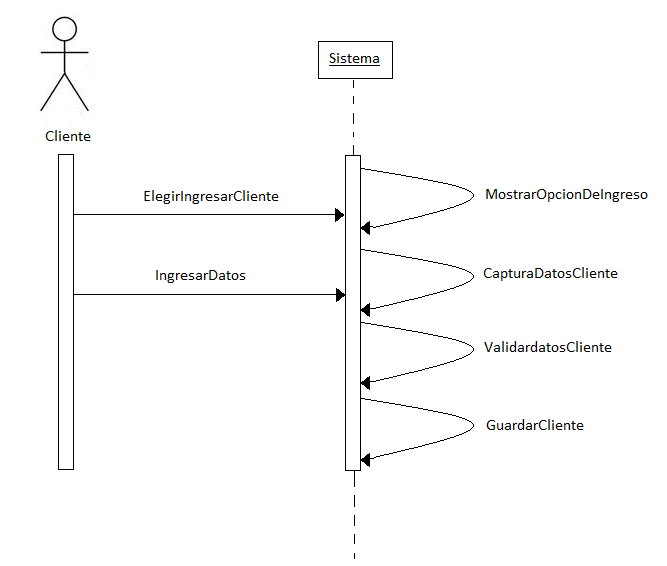 Sistema
Cliente
ElegirIngresarCliente
MostrarOpcionDeIngreso
IngresarDatos
CapturaDatosCliente
ValidardatosCliente
GuardarCliente